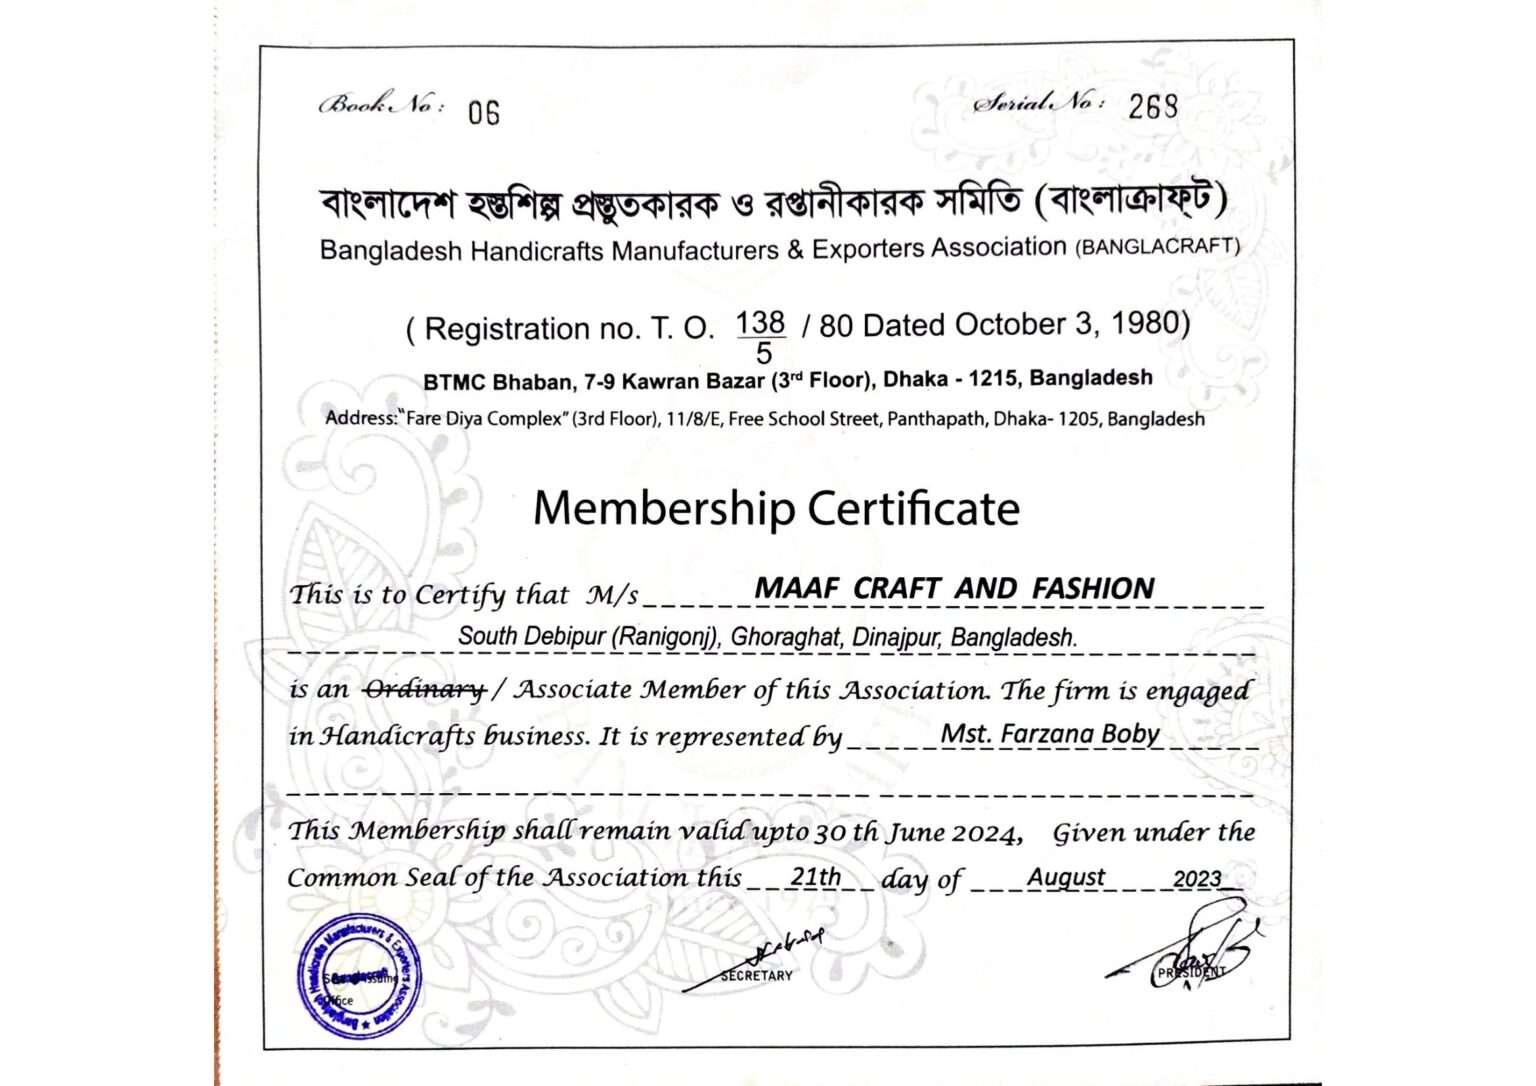 Book No: 06
Serial No: 268
বাংলাদেশ হস্তশিল্প প্রস্তুতকারক ও রপ্তানীকারক সমিতি (বাংলাক্রাফ্‌ট)
Bangladesh Handicrafts Manufacturers & Exporters Association (BANGLACRAFT)
( Registration no. T. O. 138/5 / 80 Dated October 3, 1980)
BTMC Bhaban, 7-9 Kawran Bazar (3rd Floor), Dhaka - 1215, Bangladesh
Address:"Fare Diya Complex" (3rd Floor), 11/8/E, Free School Street, Panthapath, Dhaka- 1205, Bangladesh
Membership Certificate
This is to Certify that M/s MAAF CRAFT AND FASHION
South Debipur (Ranigonj), Ghoraghat, Dinajpur, Bangladesh.
is an Ordinary / Associate Member of this Association. The firm is engaged
in Handicrafts business. It is represented by Mst. Farzana Boby
This Membership shall remain valid upto 30 th June 2024, Given under the
Common Seal of the Association this 21th day of August 2023
Bangladesh Handicrafts Manufacturers & Exporters Association
Banglacraft
Office
SECRETARY
PRESIDENT